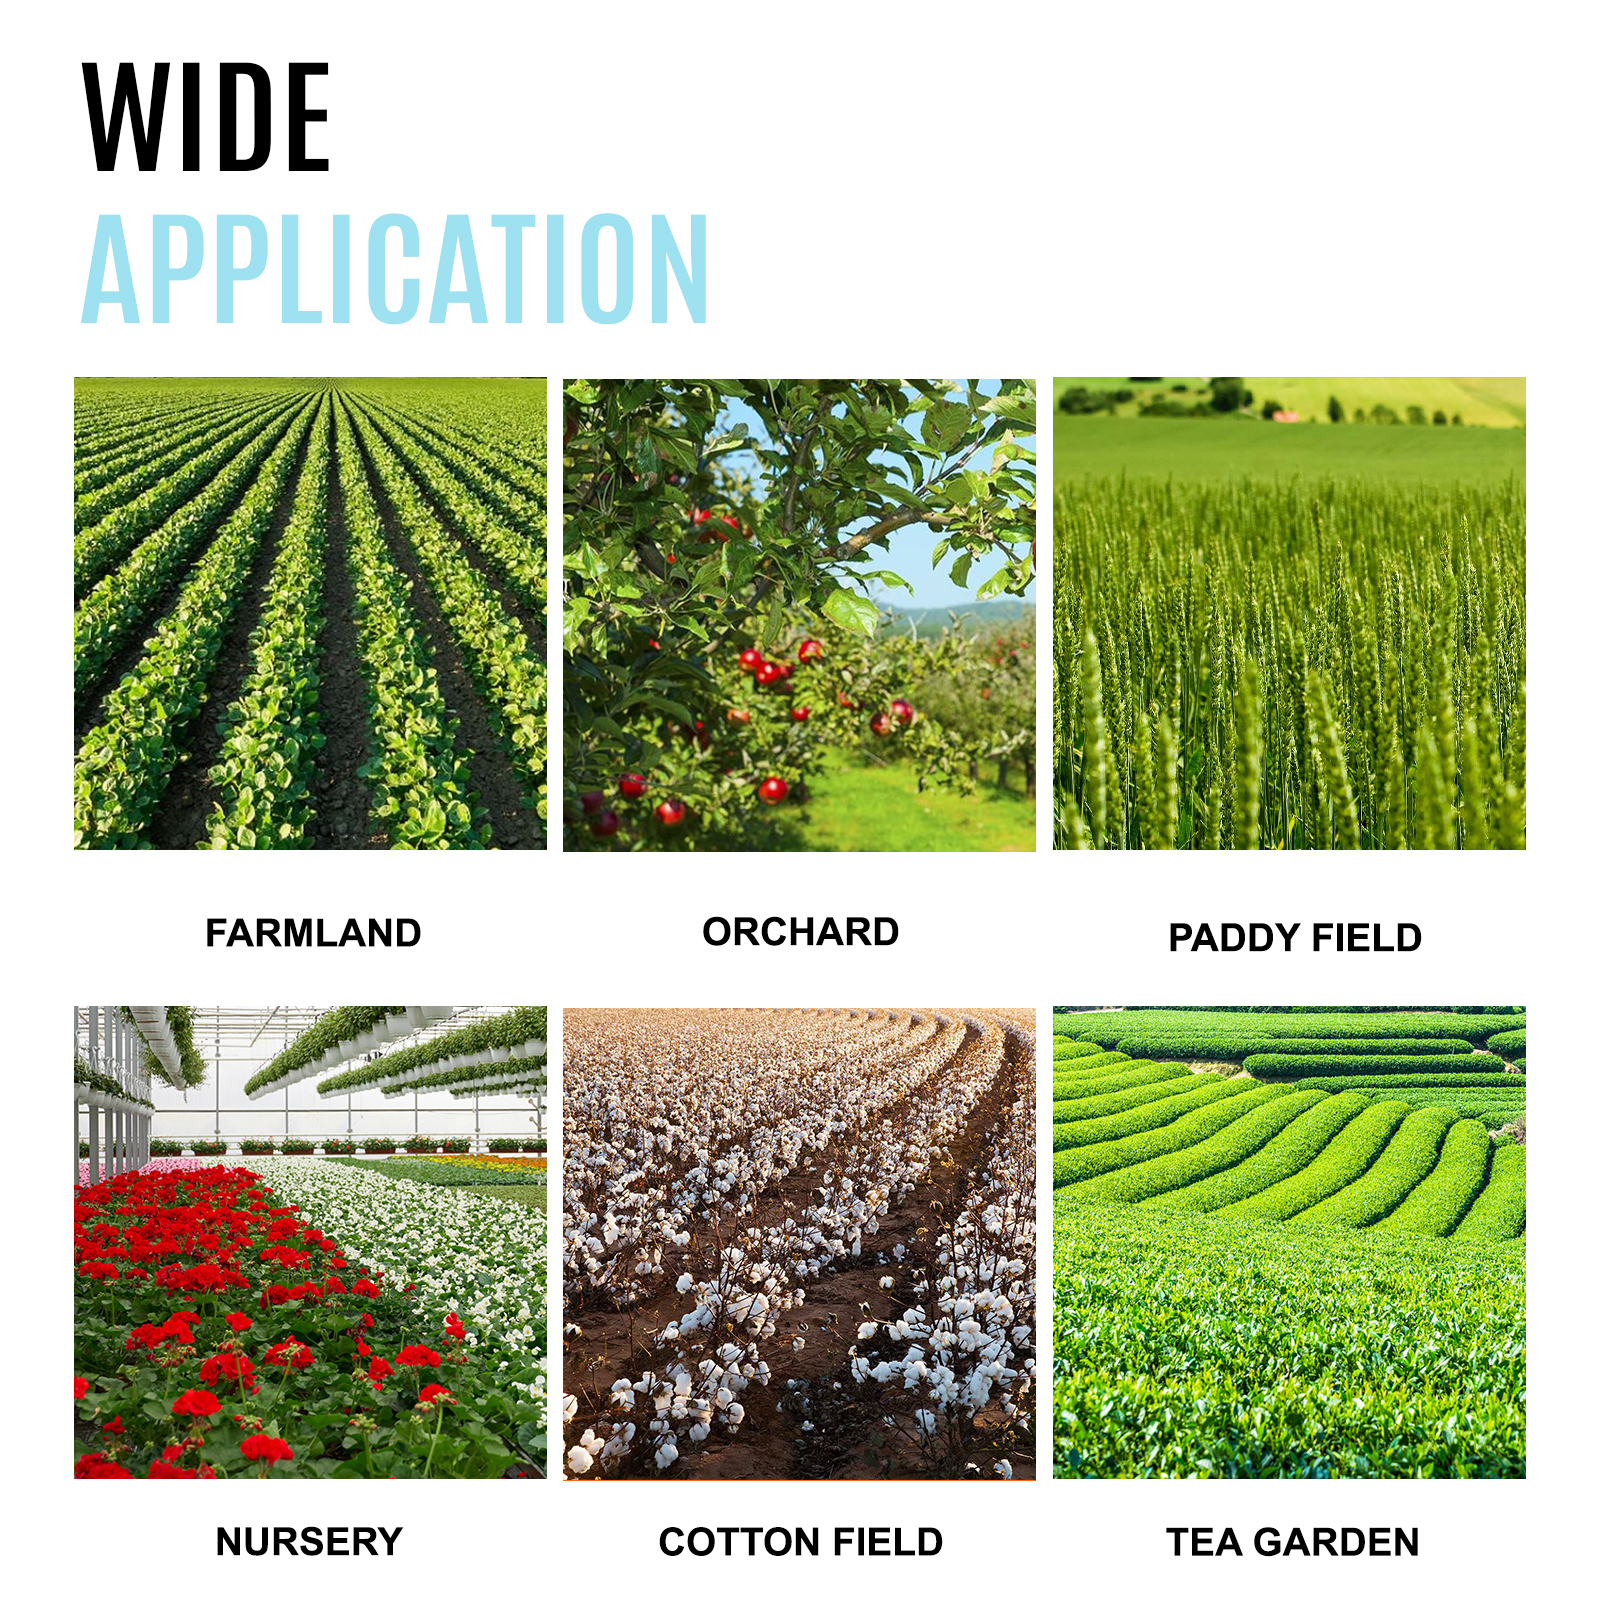 WIDE
APPLICATION
FARMLAND
ORCHARD
PADDY FIELD
NURSERY
COTTON FIELD
TEA GARDEN